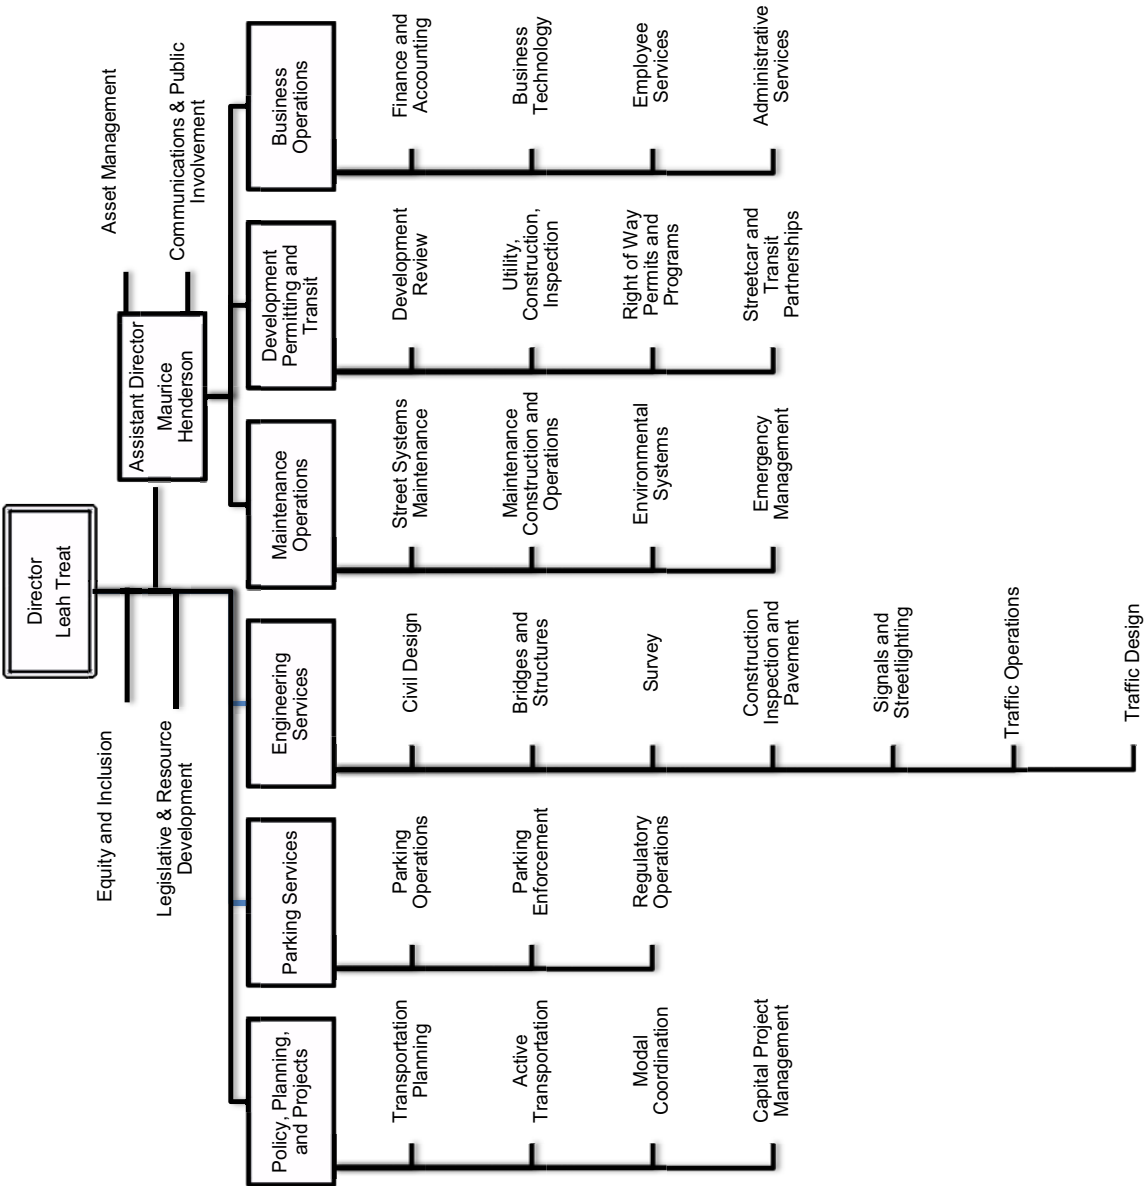 Director
Leah Treat
Equity and Inclusion
Legislative & Resource
Development
Assistant Director
Maurice
Henderson
Asset Management
Communications & Public
Involvement
Policy, Planning,
and Projects
Transportation
Planning
Active
Transportation
Modal
Coordination
Capital Project
Management
Parking Services
Parking
Operations
Parking
Enforcement
Regulatory
Operations
Engineering
Services
Civil Design
Bridges and
Structures
Survey
Construction
Inspection and
Pavement
Signals and
Streetlighting
Traffic Operations
Traffic Design
Maintenance
Operations
Street Systems
Maintenance
Maintenance
Construction and
Operations
Environmental
Systems
Emergency
Management
Development
Permitting and
Transit
Development
Review
Utility,
Construction,
Inspection
Right of Way
Permits and
Programs
Streetcar and
Transit
Partnerships
Business
Operations
Finance and
Accounting
Business
Technology
Employee
Services
Administrative
Services